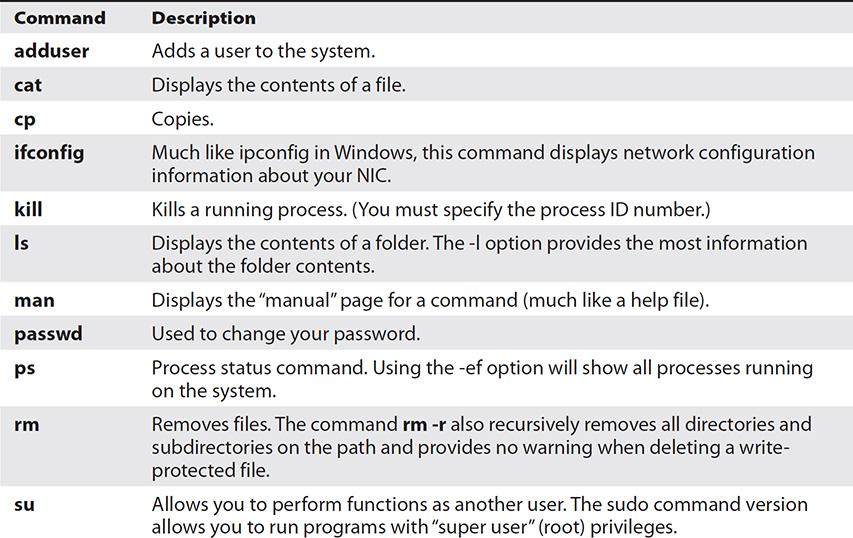 Command Description
adduser Adds a user to the system.
cat Displays the contents of a file.
cp Copies.
ifconfig Much like ipconfig in Windows, this command displays network configuration
information about your NIC.
kill Kills a running process. (You must specify the process ID number.)
ls Displays the contents of a folder. The -l option provides the most information
about the folder contents.
man Displays the “manual” page for a command (much like a help file).
passwd Used to change your password.
ps Process status command. Using the -ef option will show all processes running
on the system.
rm Removes files. The command rm -r also recursively removes all directories and
subdirectories on the path and provides no warning when deleting a write-
protected file.
su Allows you to perform functions as another user. The sudo command version
allows you to run programs with “super user” (root) privileges.